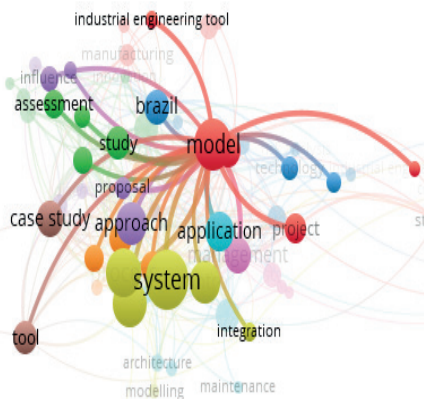 industrial engineering tool
manufacturing
influence
assessment
brazil
study
model
technology
proposal
case study
approach
application
project
management
system
tool
integration
architecture
modelling
maintenance